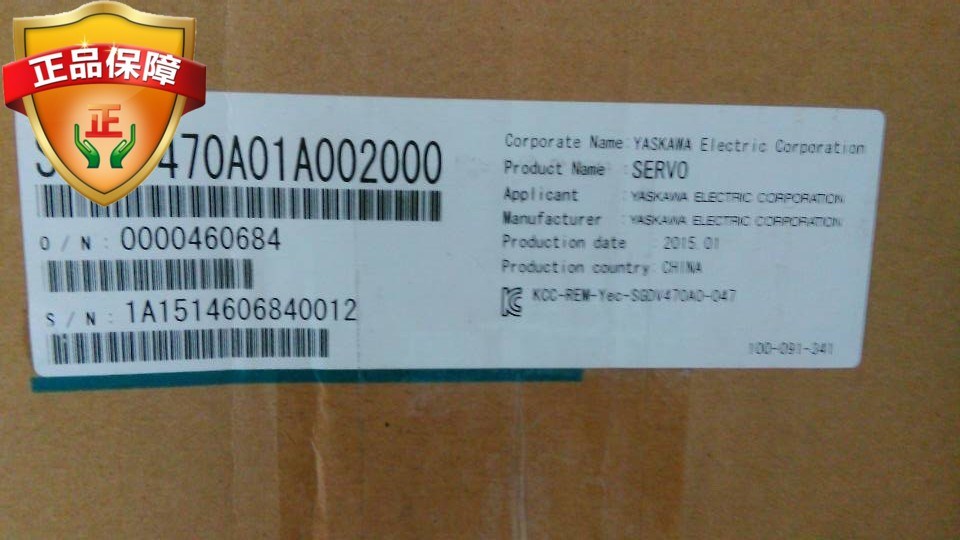 正品保障
正
470A01A002000
O / N : 0000460684
S / N : 1A1514606840012
Corporate Name : YASKAWA Electric Corporation
Product Name : SERVO
Applicant : YASKAWA ELECTRIC CORPORATION
Manufacturer : YASKAWA ELECTRIC CORPORATION
Production date : 2015.01
Production country : CHINA
KCC-REM-Yec-SGDV470A0-047
100-091-341